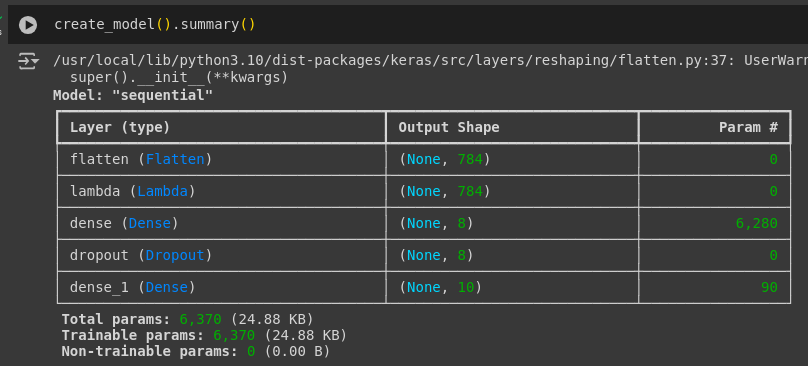 create_model().summary()
/usr/local/lib/python3.10/dist-packages/keras/src/layers/reshaping/flatten.py:37: UserWarn
super().__init__(**kwargs)
Model: "sequential"
Layer (type) Output Shape Param #
flatten (Flatten) (None, 784) 0
lambda (Lambda) (None, 784) 0
dense (Dense) (None, 8) 6,280
dropout (Dropout) (None, 8) 0
dense_1 (Dense) (None, 10) 90
Total params: 6,370 (24.88 KB)
Trainable params: 6,370 (24.88 KB)
Non-trainable params: 0 (0.00 B)